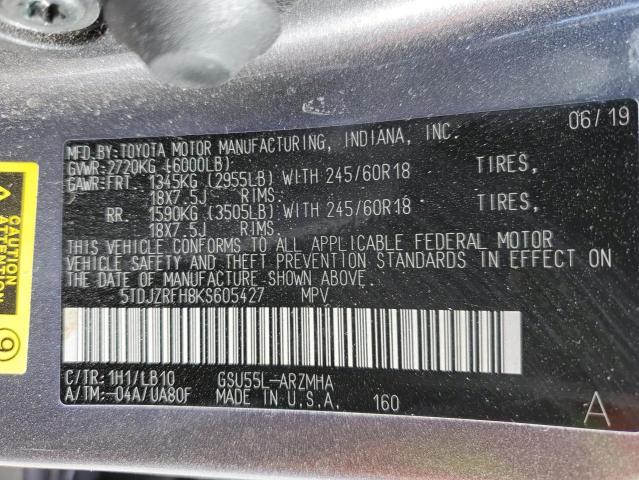 06/19
MFD.BY:TOYOTA MOTOR MANUFACTURING, INDIANA, INC.
GVWR:2720KG (6000LB)
GAWR:FRT. 1345KG (2955LB) WITH 245/60R18 TIRES,
18X7.5J RIMS.
RR. 1590KG (3505LB) WITH 245/60R18 TIRES,
18X7.5J RIMS.
THIS VEHICLE CONFORMS TO ALL APPLICABLE FEDERAL MOTOR
VEHICLE SAFETY AND THEFT PREVENTION STANDARDS IN EFFECT ON
THE DATE OF MANUFACTURE SHOWN ABOVE.
5TDJZRFH8KS605427 MPV
C/TR:1H1/LB10 GSU55L-ARZMHA
A/TM:-04A/UA80F MADE IN U.S.A. 160 A
CAUTION
ATTENTION
9